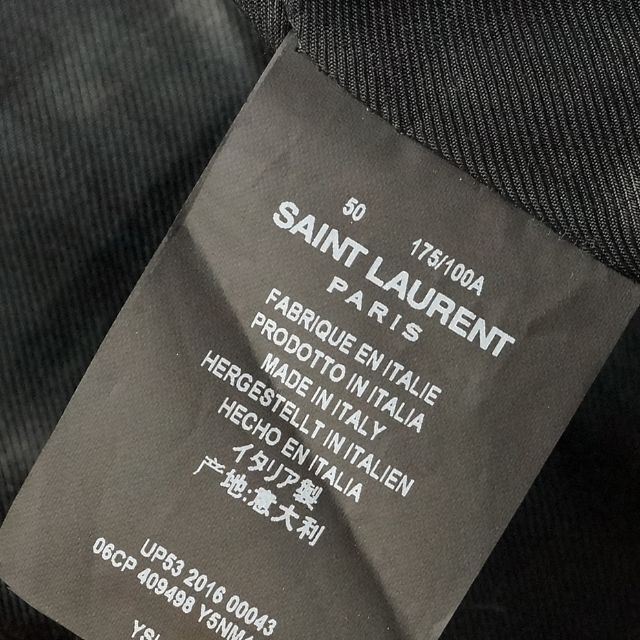 50 175/100A
SAINT LAURENT
PARIS
FABRIQUE EN ITALIE
PRODOTTO IN ITALIA
MADE IN ITALY
HERGESTELLT IN ITALIEN
HECHO EN ITALIA
イタリア製
产地:意大利
UP53 2016 00043
06CP 409498